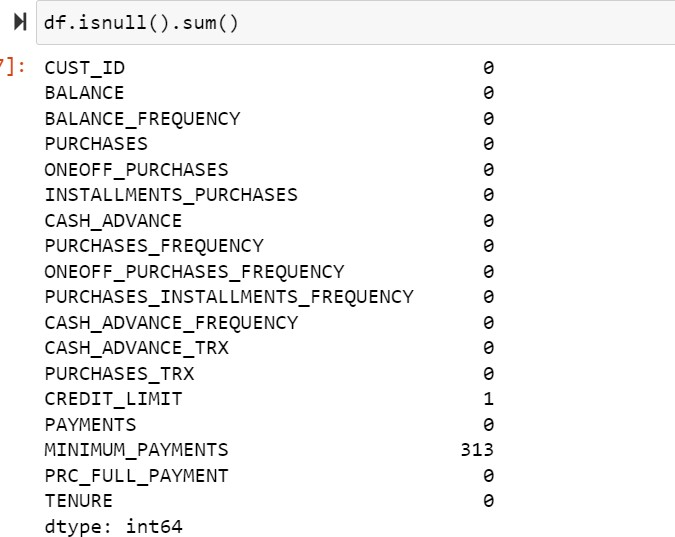 df.isnull().sum()
7]: CUST_ID 0
BALANCE 0
BALANCE_FREQUENCY 0
PURCHASES 0
ONEOFF_PURCHASES 0
INSTALLMENTS_PURCHASES 0
CASH_ADVANCE 0
PURCHASES_FREQUENCY 0
ONEOFF_PURCHASES_FREQUENCY 0
PURCHASES_INSTALLMENTS_FREQUENCY 0
CASH_ADVANCE_FREQUENCY 0
CASH_ADVANCE_TRX 0
PURCHASES_TRX 0
CREDIT_LIMIT 1
PAYMENTS 0
MINIMUM_PAYMENTS 313
PRC_FULL_PAYMENT 0
TENURE 0
dtype: int64